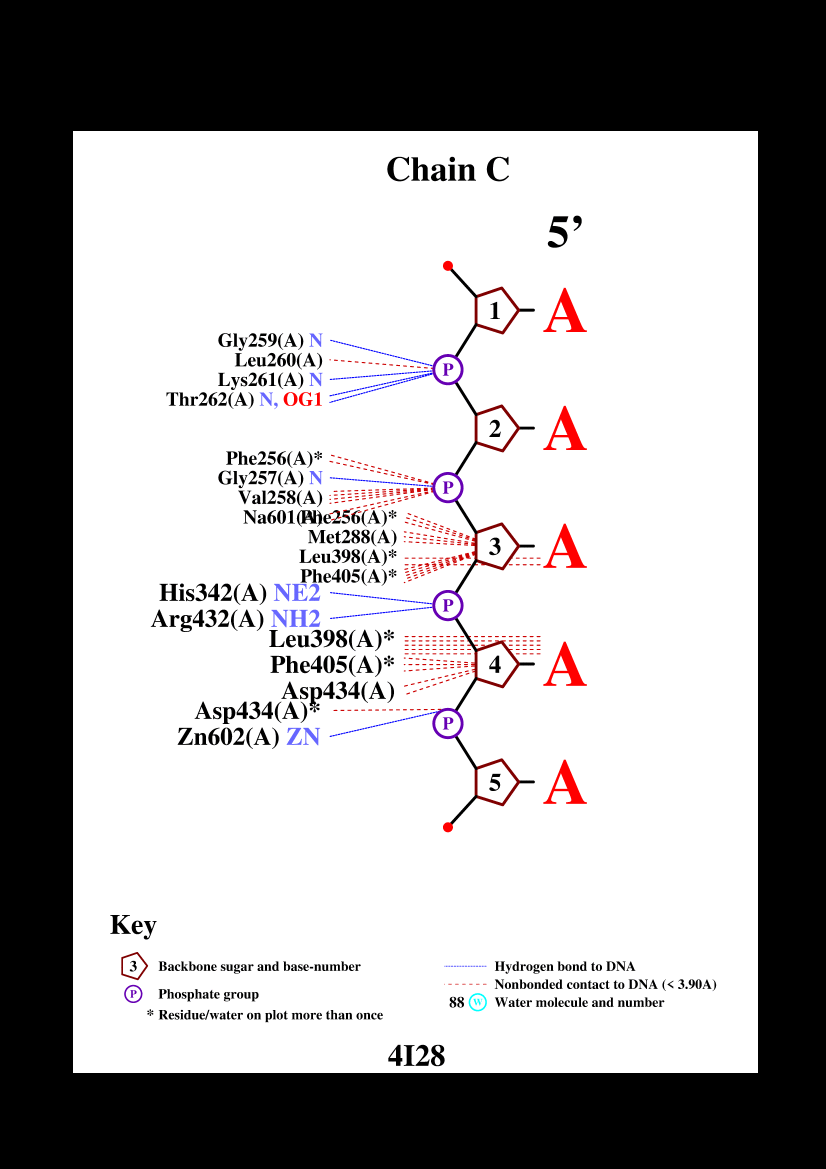 Chain C
5’
1 A
Gly259(A) N
Leu260(A)
P
Lys261(A) N
Thr262(A) N, OG1
2 A
Phe256(A)*
Gly257(A) N
P
Val258(A)
Na601(A)
Phe256(A)*
Met288(A)
3 A
Leu398(A)*
Phe405(A)*
His342(A) NE2
P
Arg432(A) NH2
Leu398(A)*
Phe405(A)*
4 A
Asp434(A)
Asp434(A)*
P
Zn602(A) ZN
5 A
Key
3 Backbone sugar and base-number
P Phosphate group
* Residue/water on plot more than once
Hydrogen bond to DNA
Nonbonded contact to DNA (< 3.90A)
88 W Water molecule and number
4I28